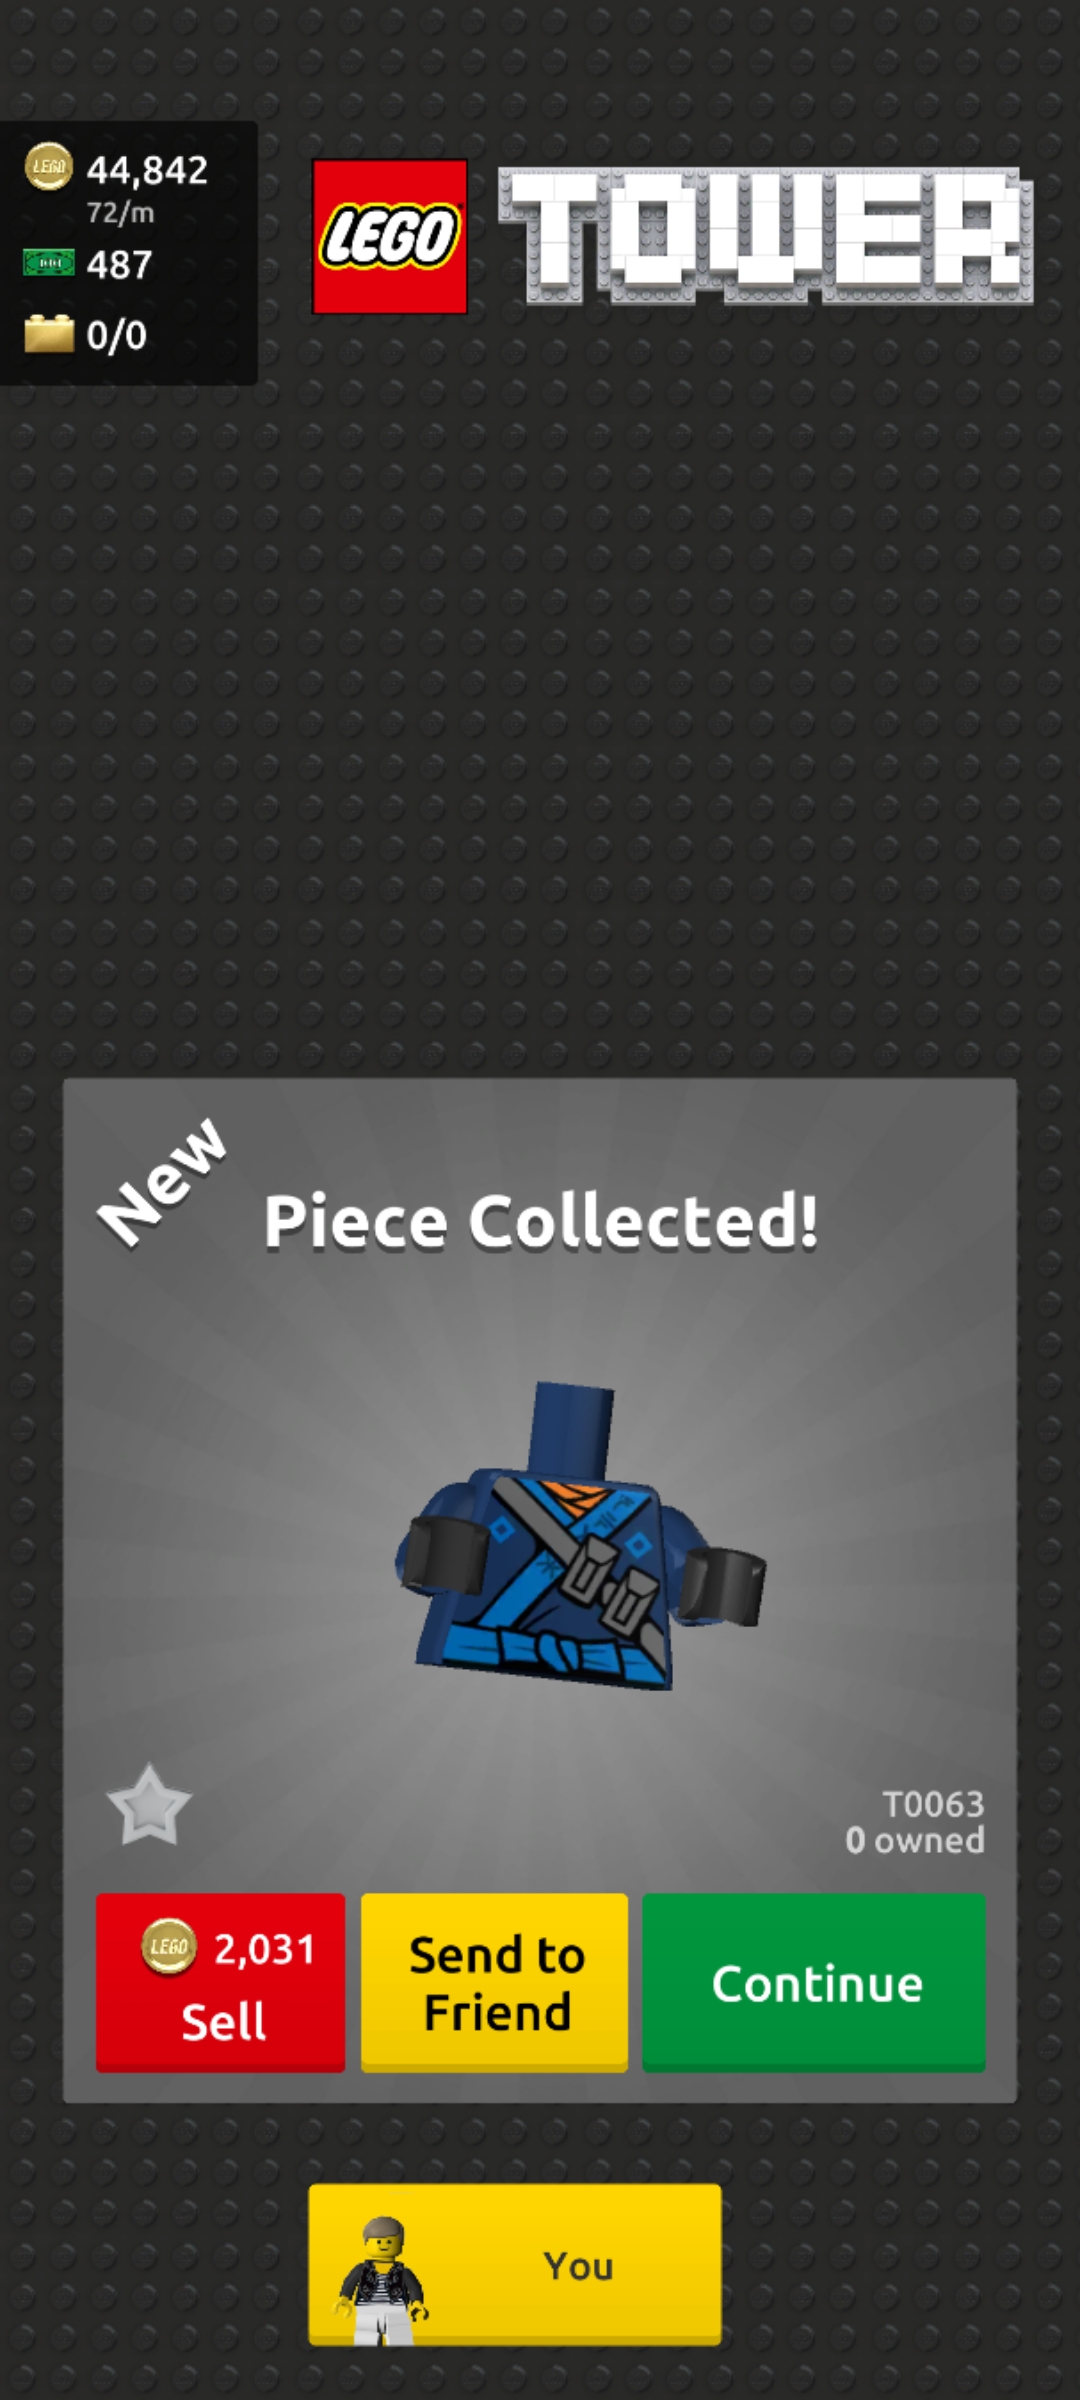 LEGO 44,842
72/m
487
0/0
LEGO
TOWER
New
Piece Collected!
T0063
0 owned
LEGO 2,031
Sell
Send to
Friend
Continue
You